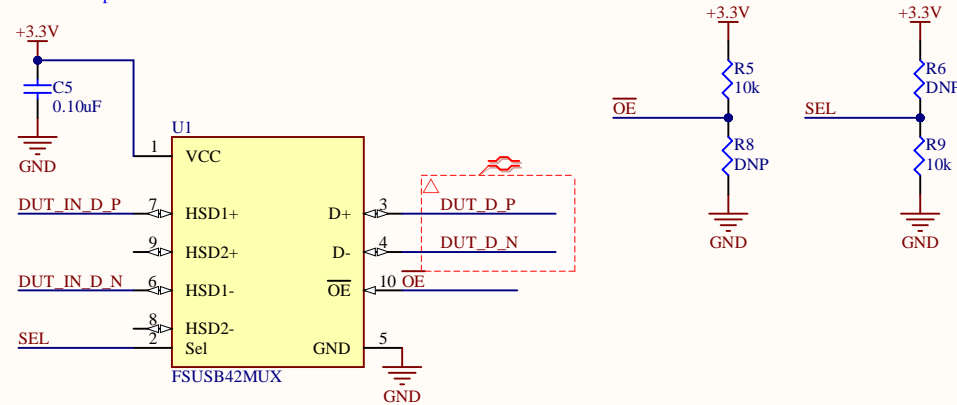 +3.3V
C5
0.10uF
GND
U1
1
VCC
DUT_IN_D_P
7
HSD1+
9
HSD2+
DUT_IN_D_N
6
HSD1-
8
HSD2-
SEL
2
Sel
D+
3
DUT_D_P
D-
4
DUT_D_N
OE
10
OE
GND
5
GND
FSUSB42MUX
+3.3V
R5
10k
OE
R8
DNP
GND
+3.3V
R6
DNP
SEL
R9
10k
GND